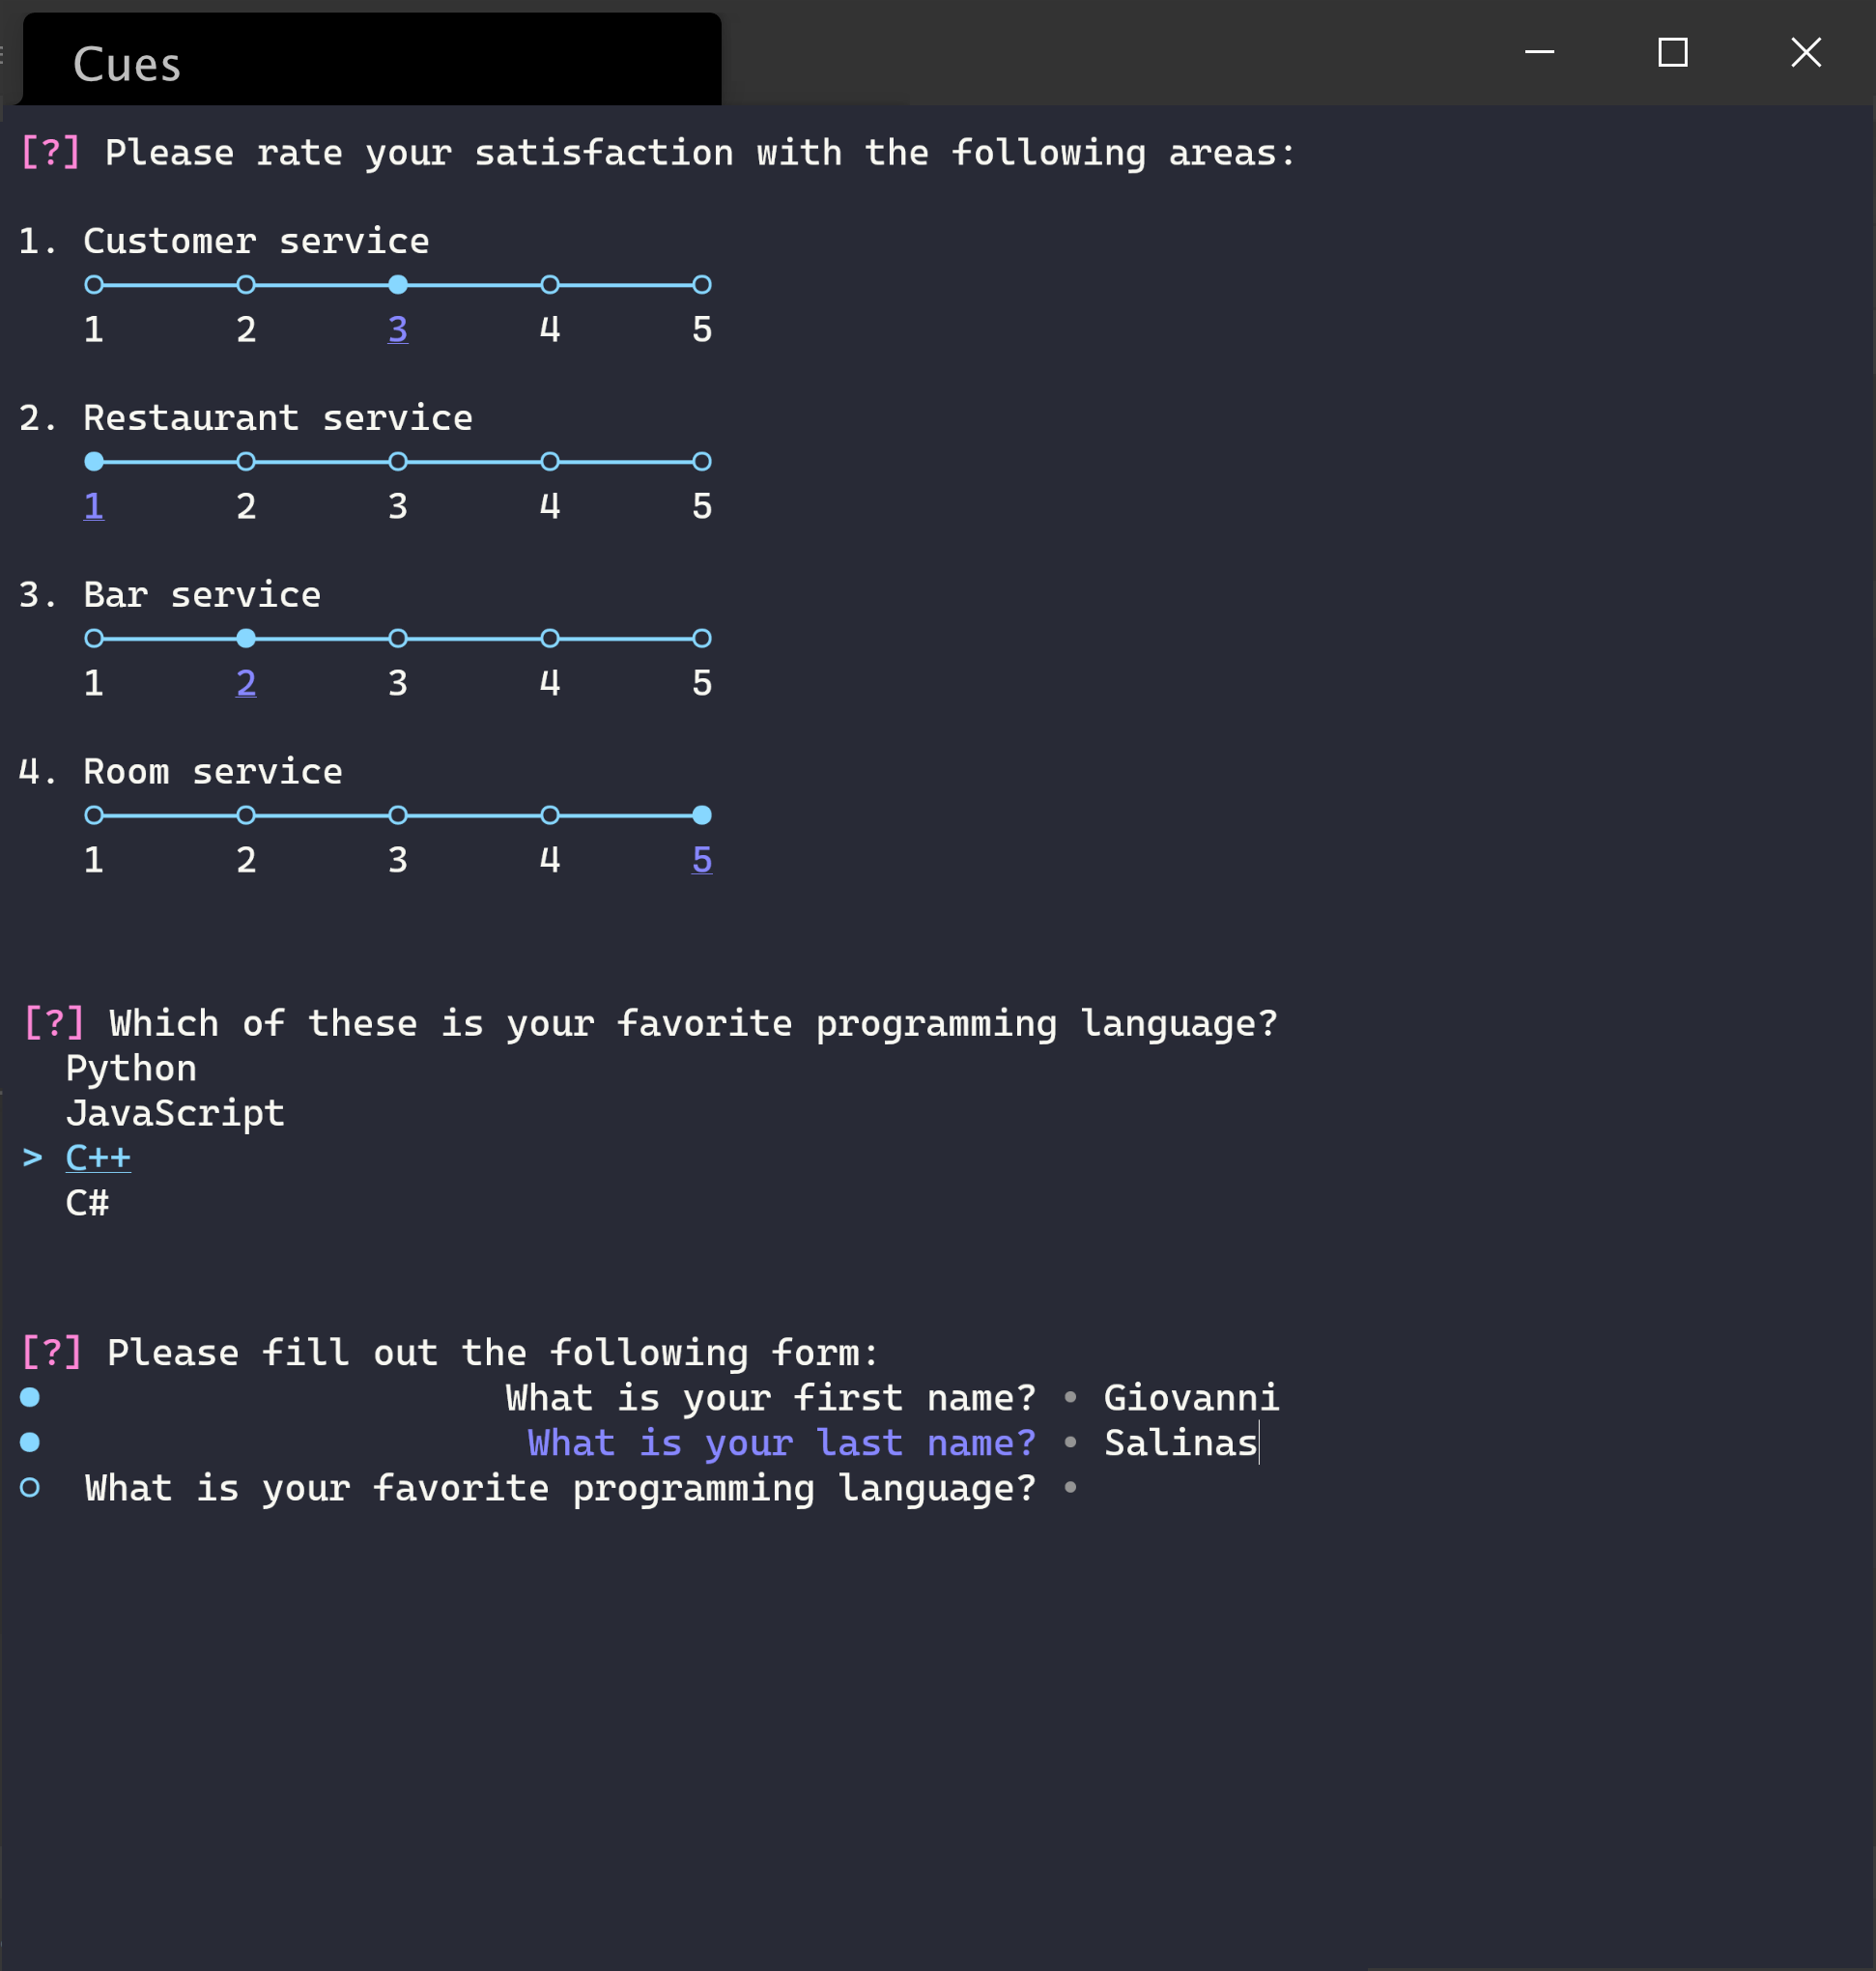 Cues
[?] Please rate your satisfaction with the following areas:
1. Customer service
1 2 3 4 5
2. Restaurant service
1 2 3 4 5
3. Bar service
1 2 3 4 5
4. Room service
1 2 3 4 5
[?] Which of these is your favorite programming language?
Python
JavaScript
> C++
C#
[?] Please fill out the following form:
What is your first name? • Giovanni
What is your last name? • Salinas
What is your favorite programming language? •